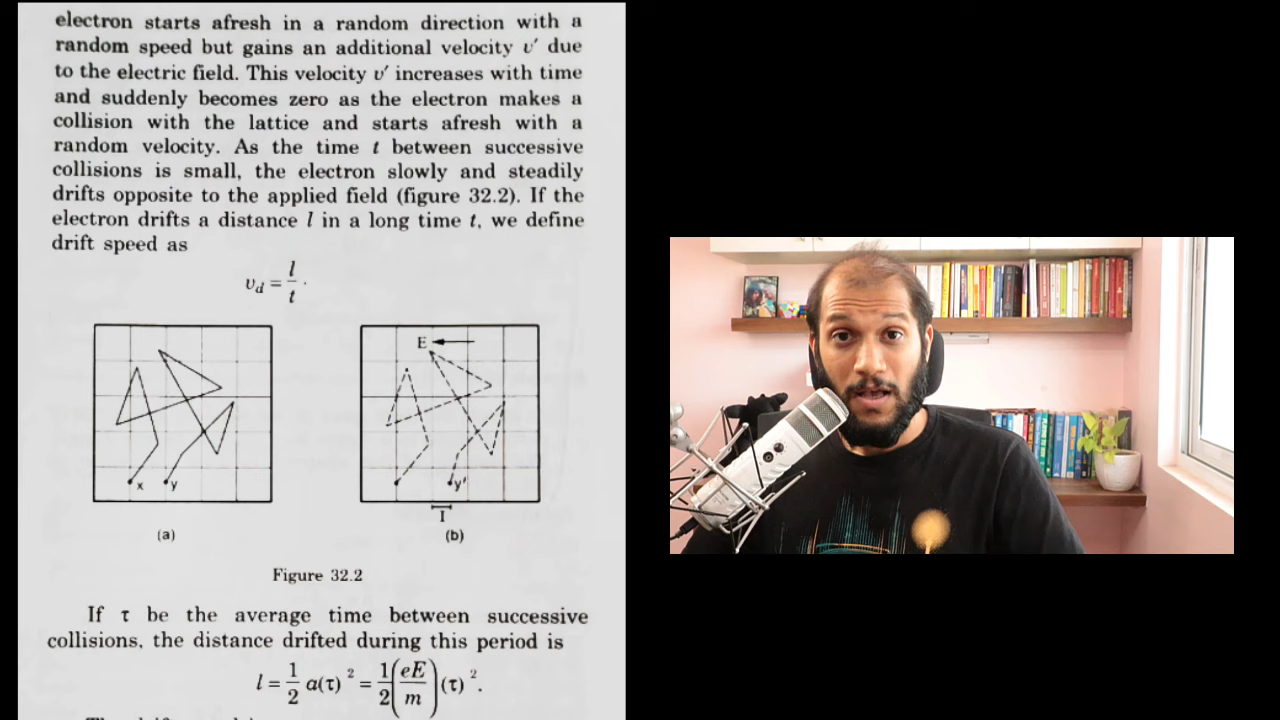 electron starts afresh in a random direction with a
random speed but gains an additional velocity v′ due
to the electric field. This velocity v′ increases with time
and suddenly becomes zero as the electron makes a
collision with the lattice and starts afresh with a
random velocity. As the time t between successive
collisions is small, the electron slowly and steadily
drifts opposite to the applied field (figure 32.2). If the
electron drifts a distance l in a long time t, we define
drift speed as
v_d = l/t ·
E
x y
y′
I
(a) (b)
Figure 32.2
If τ be the average time between successive
collisions, the distance drifted during this period is
l = 1/2 a(τ)² = 1/2 (eE/m) (τ)².